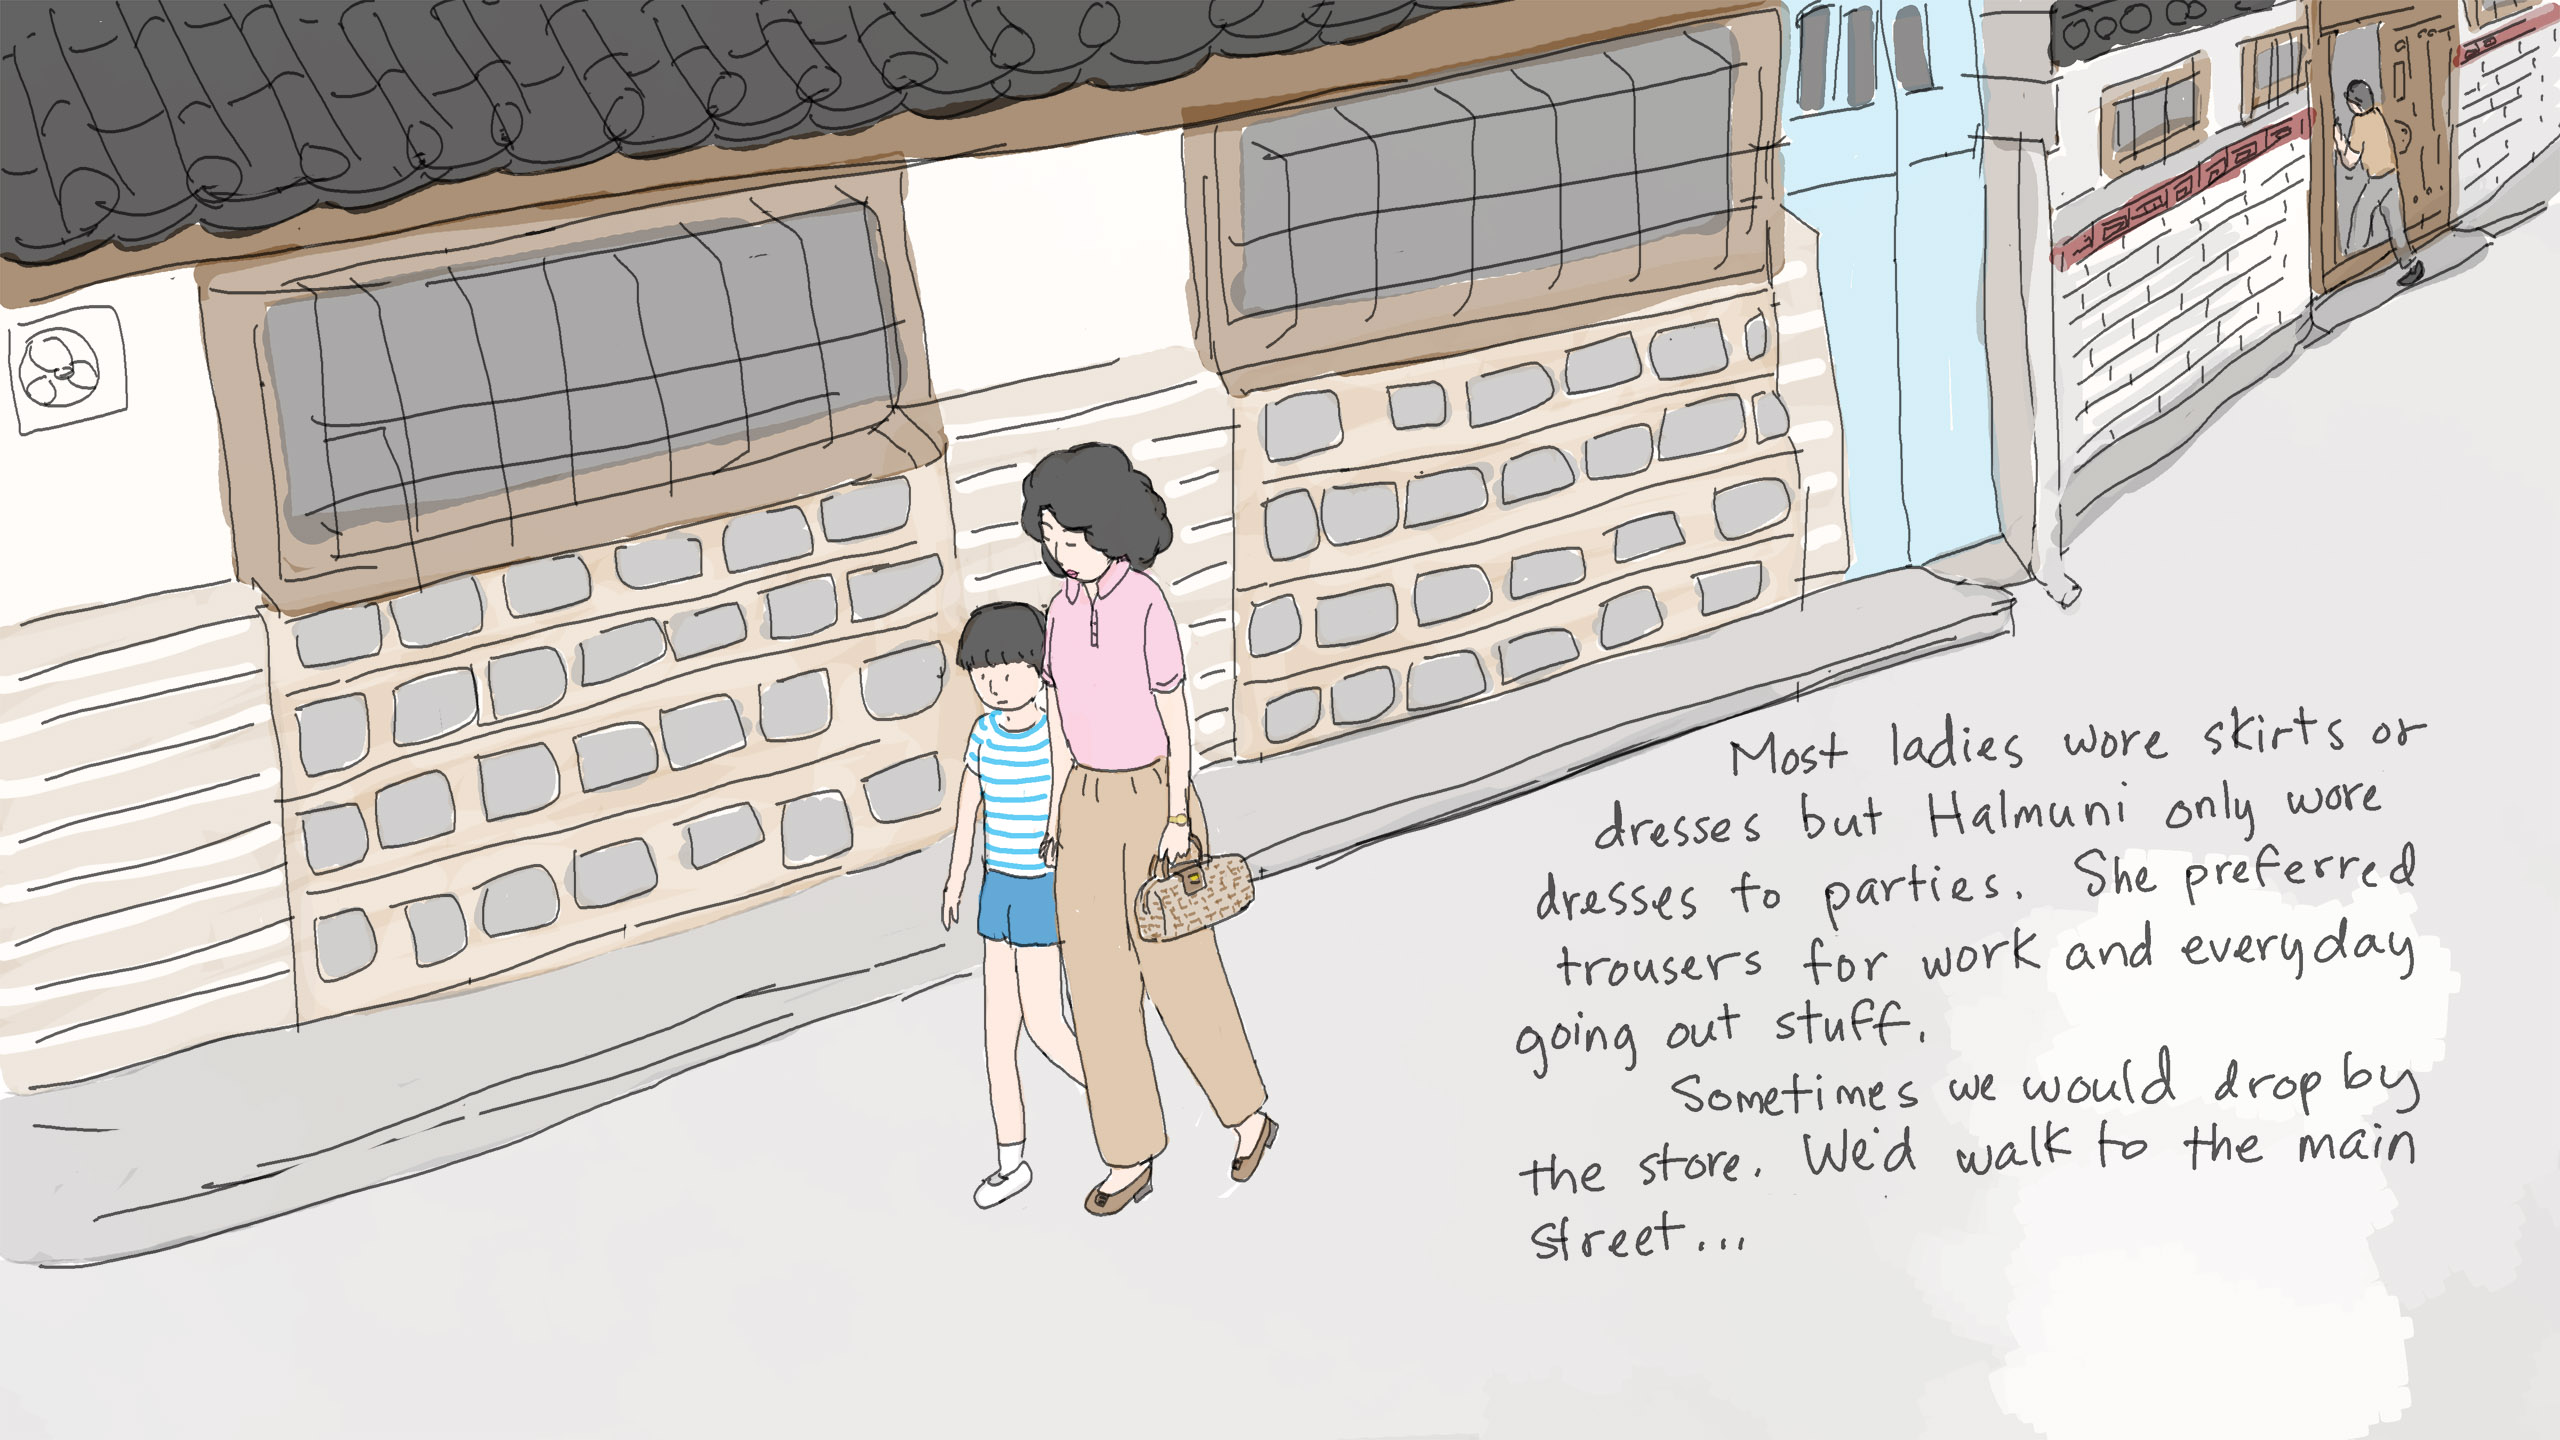 Most ladies wore skirts or
dresses but Halmuni only wore
dresses to parties. She preferred
trousers for work and everyday
going out stuff.
Sometimes we would drop by
the store. We'd walk to the main
street...